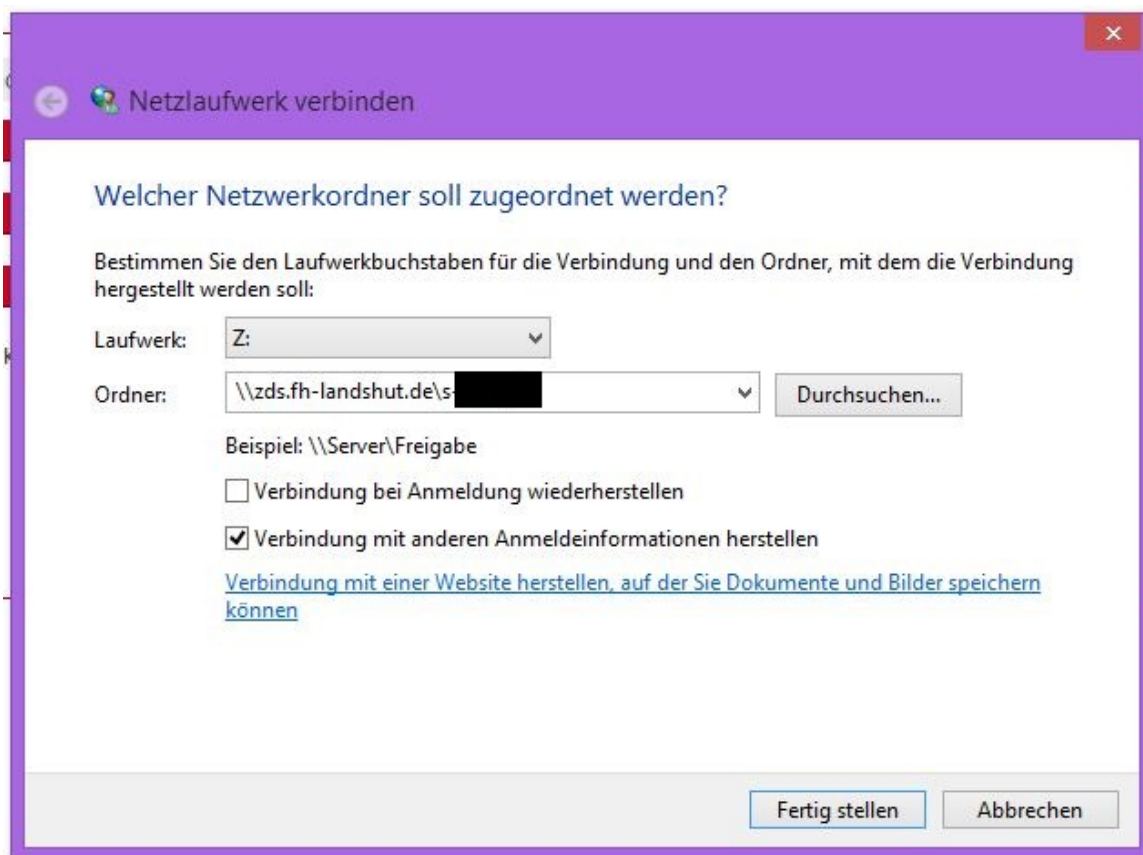 Netzlaufwerk verbinden
Welcher Netzwerkordner soll zugeordnet werden?
Bestimmen Sie den Laufwerkbuchstaben für die Verbindung und den Ordner, mit dem die Verbindung
hergestellt werden soll:
Laufwerk: Z:
Ordner: \\zds.fh-landshut.de\s- Durchsuchen...
Beispiel: \\Server\Freigabe
Verbindung bei Anmeldung wiederherstellen
Verbindung mit anderen Anmeldeinformationen herstellen
Verbindung mit einer Website herstellen, auf der Sie Dokumente und Bilder speichern
können
Fertig stellen Abbrechen